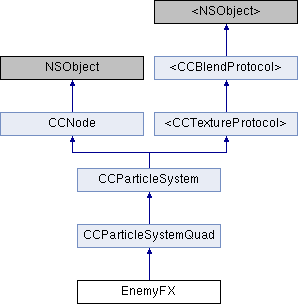 <NSObject>
NSObject
<CCBlendProtocol>
CCNode
<CCTextureProtocol>
CCParticleSystem
CCParticleSystemQuad
EnemyFX